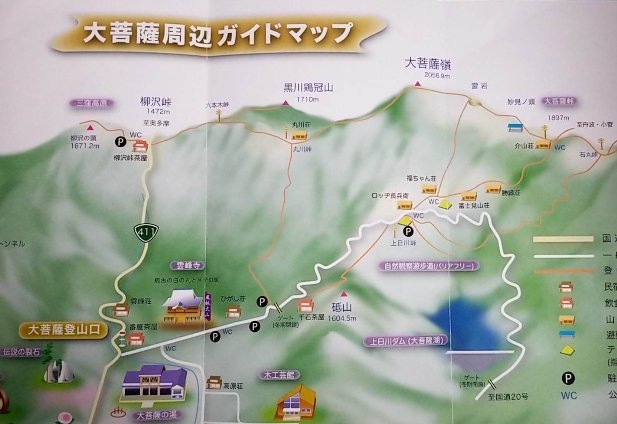 大菩薩周辺ガイドマップ
大菩薩嶺
2056.9m
黒川鶏冠山
1710m
雷岩
妙見ノ頭
大菩薩峠
1897m
三窪高原
柳沢峠
1472m
至奥多摩
六本木峠
柳沢の頭
1671.2m
P
WC
柳沢峠茶屋
丸川荘
丸川峠
介山荘
WC
至丹波・小菅
石丸峠
福ちゃん荘
勝縁荘
ロッヂ長兵衛
WC
富士見山荘
WC
P
上日川峠
411
自然観察遊歩道(バリアフリー)
トンネル
雲峰寺
雲峰荘
ひがし荘
P
P
P
WC
WC
番屋茶屋
大菩薩登山口
伝説の裂石
千石茶屋
ゲート
(冬期閉鎖)
砥山
1604.5m
上日川ダム(大菩薩湖)
ゲート
(冬期閉鎖)
至国道20号
大菩薩の湯
高原荘
木工芸館
国道
一
登
民宿
飲食
山
避
テ
P
駐
WC
公